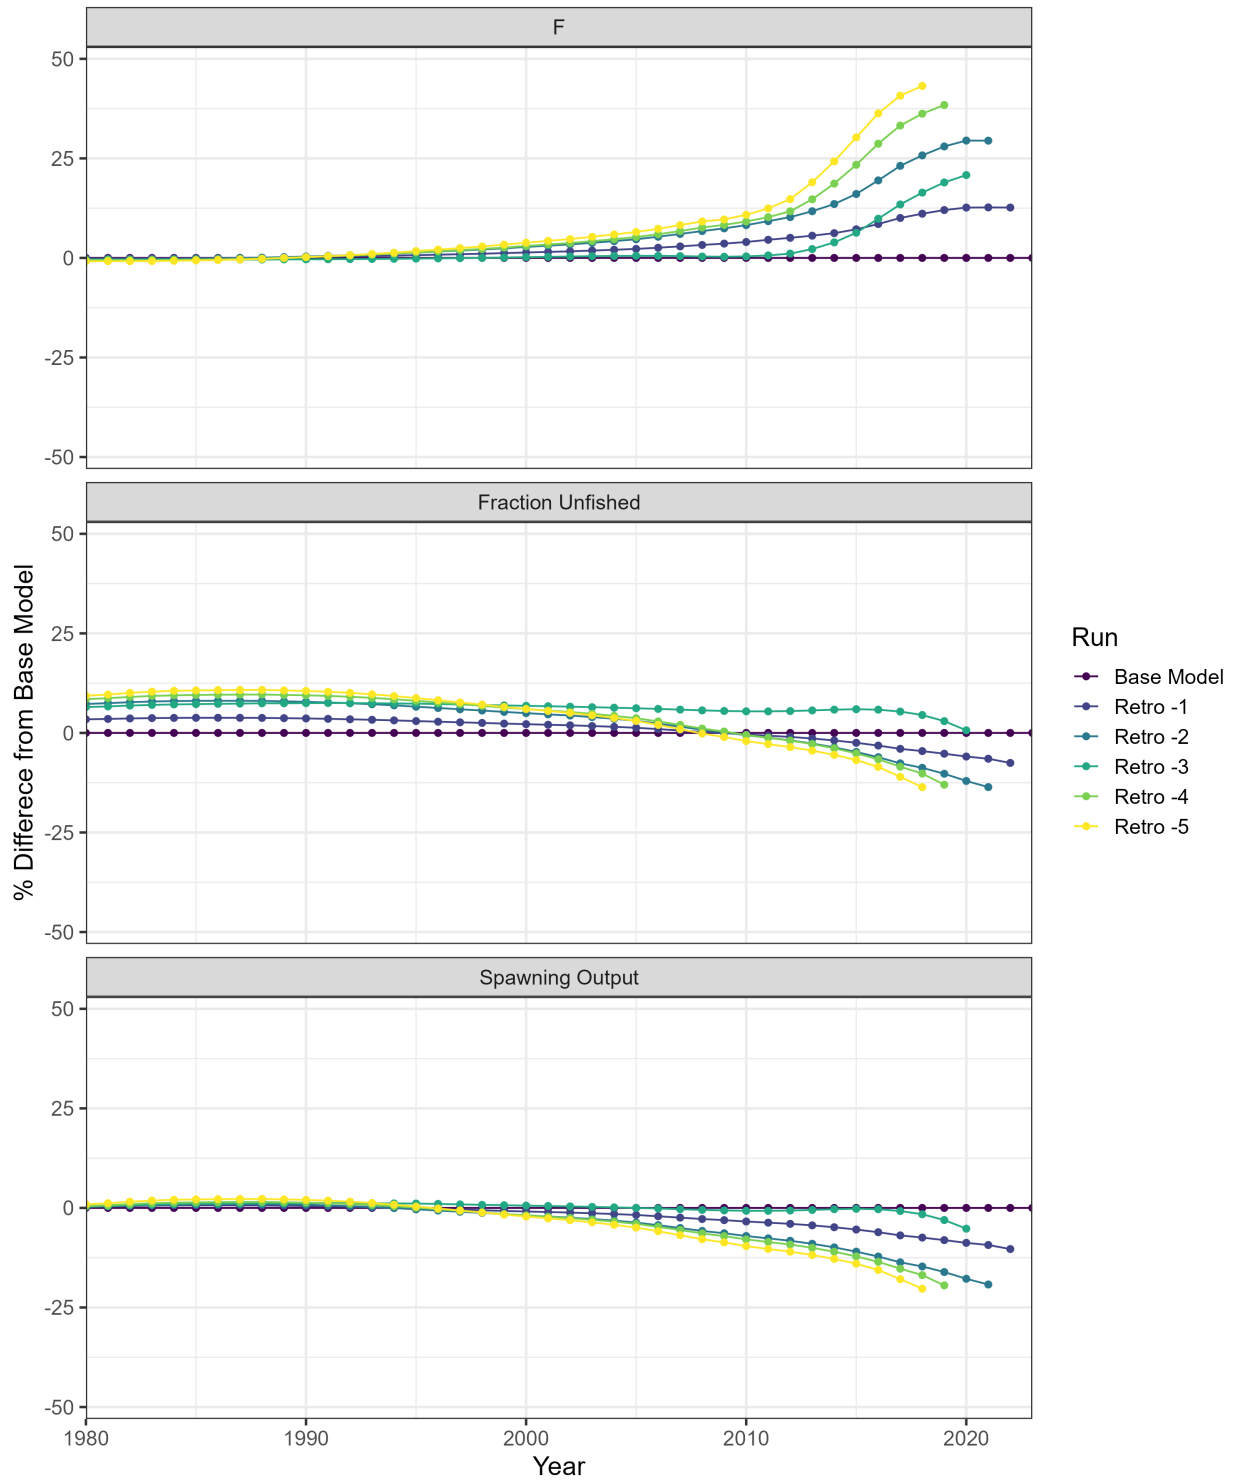 F
50
25
0
-25
-50
Fraction Unfished
50
25
0
-25
-50
% Differece from Base Model
Spawning Output
50
25
0
-25
-50
1980 1990 2000 2010 2020
Year
Run
Base Model
Retro -1
Retro -2
Retro -3
Retro -4
Retro -5